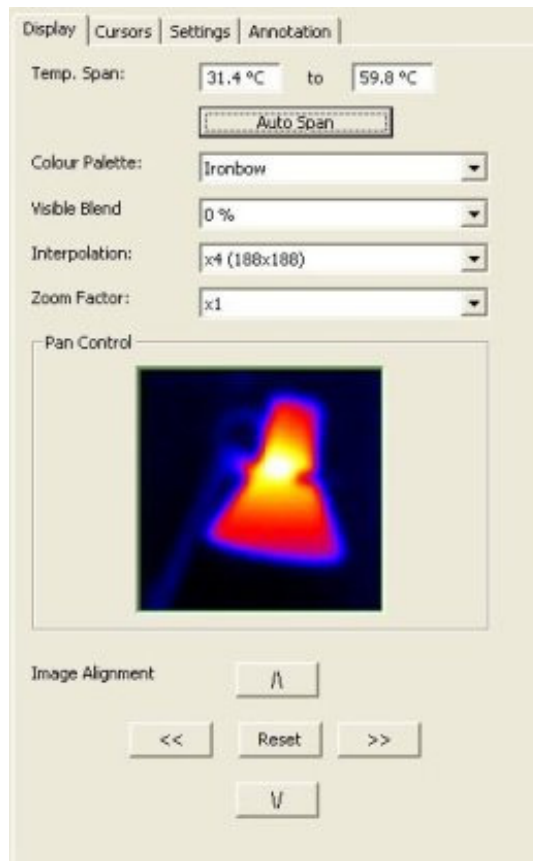 Display Cursors Settings Annotation
Temp. Span: 31.4 °C to 59.8 °C
Auto Span
Colour Palette: Ironbow
Visible Blend 0 %
Interpolation: x4 (188x188)
Zoom Factor: x1
Pan Control
Image Alignment /\
<< Reset >>
\/